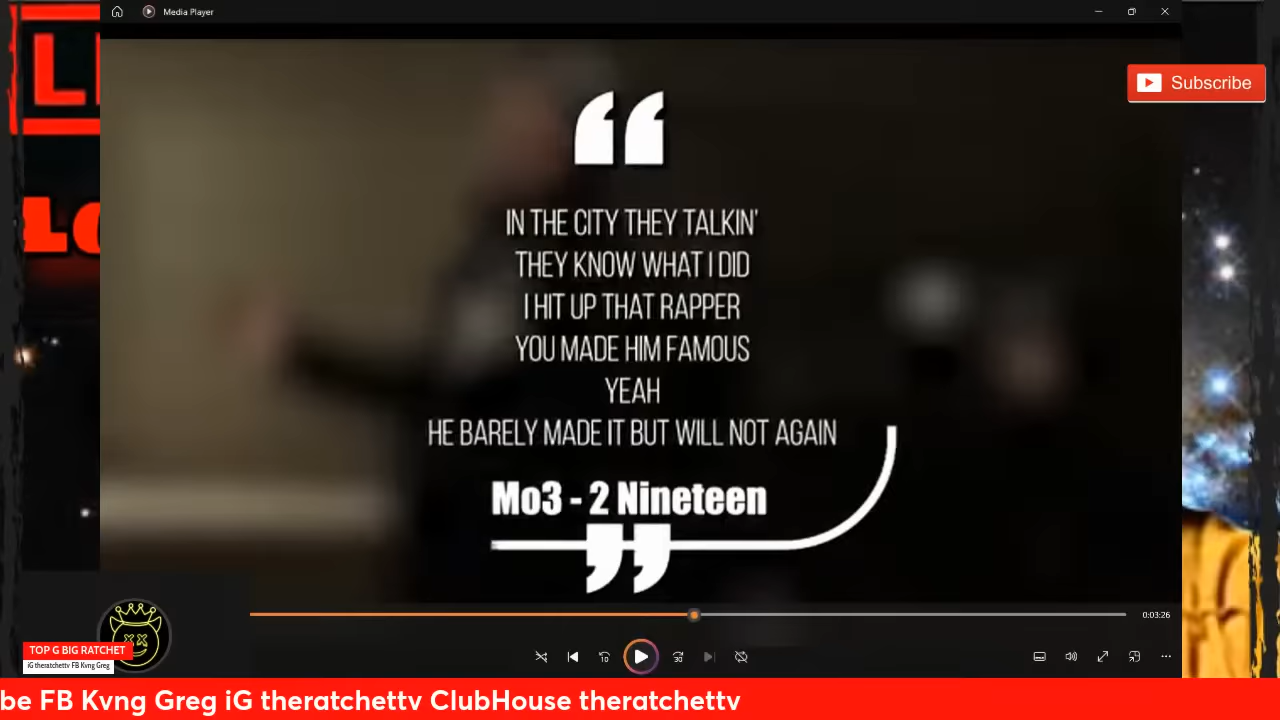 Media Player
Subscribe
IN THE CITY THEY TALKIN'
THEY KNOW WHAT I DID
I HIT UP THAT RAPPER
YOU MADE HIM FAMOUS
YEAH
HE BARELY MADE IT BUT WILL NOT AGAIN
Mo3 - 2 Nineteen
0:03:26
10
30
TOP G BIG RATCHET
iG theratchettv FB Kvng Greg
be FB Kvng Greg iG theratchettv ClubHouse theratchettv